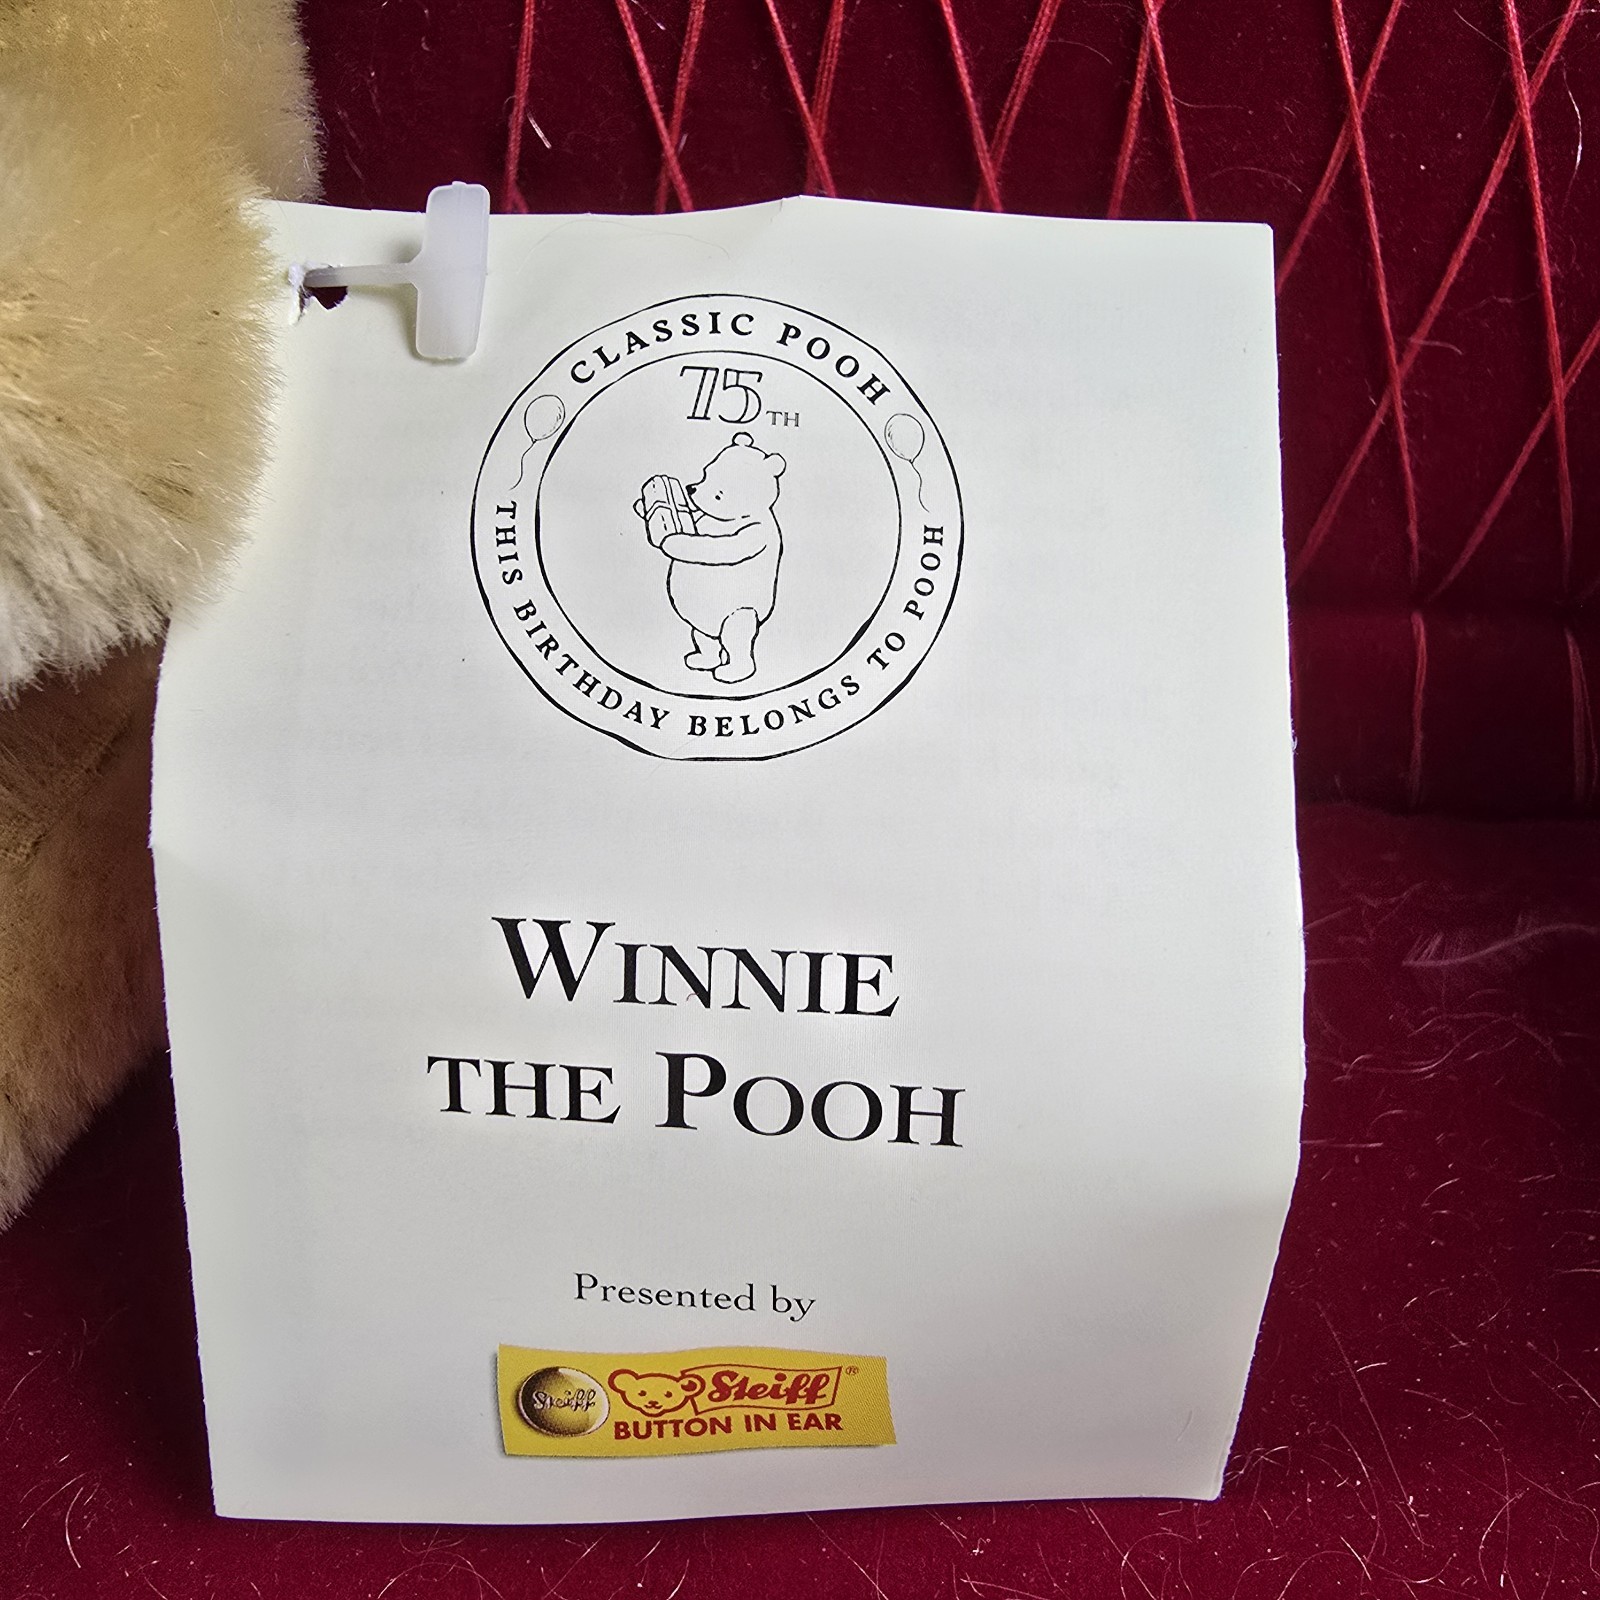 CLASSIC POOH
75TH
THIS BIRTHDAY BELONGS TO POOH
WINNIE
THE POOH
Presented by
Steiff
Steiff®
BUTTON IN EAR